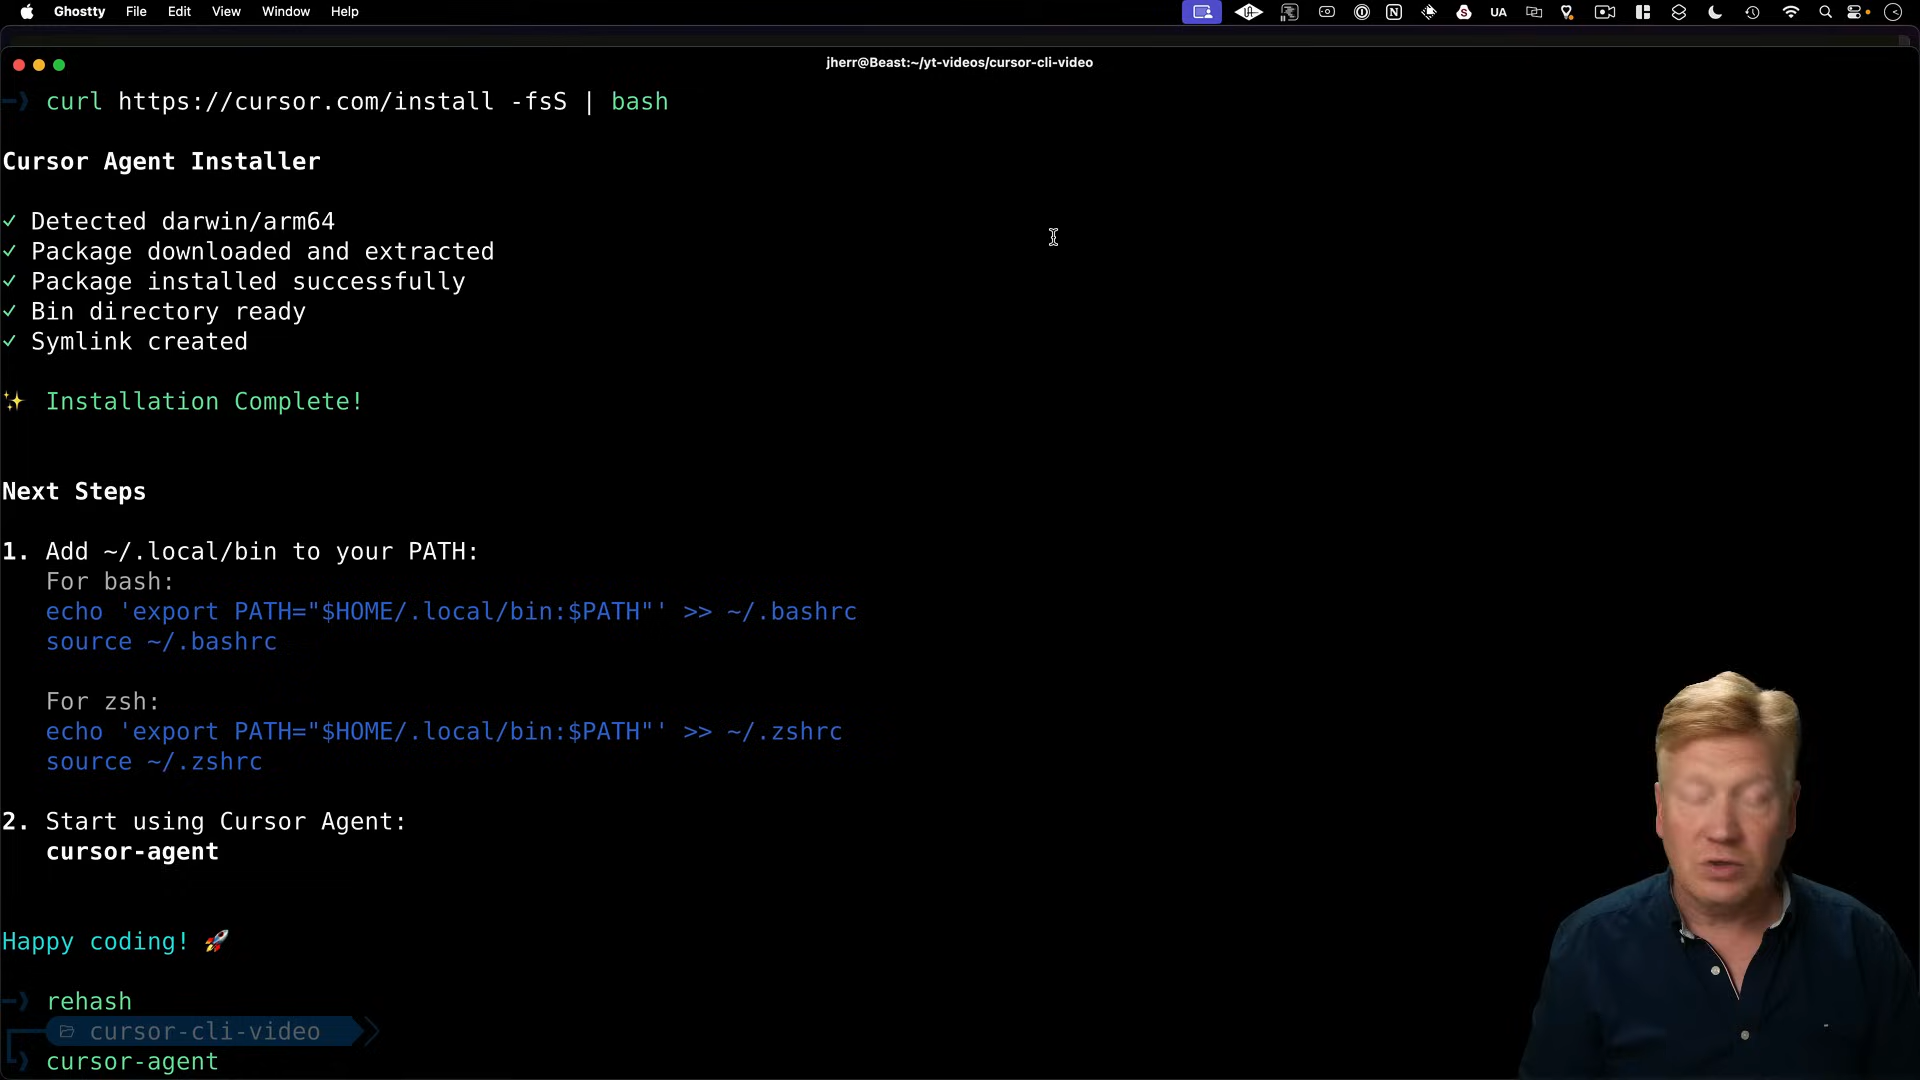 Ghostty File Edit View Window Help
UA
jherr@Beast:~/yt-videos/cursor-cli-video
curl https://cursor.com/install -fsS | bash
Cursor Agent Installer
✓ Detected darwin/arm64
✓ Package downloaded and extracted
✓ Package installed successfully
✓ Bin directory ready
✓ Symlink created
✨ Installation Complete!
Next Steps
1. Add ~/.local/bin to your PATH:
For bash:
echo 'export PATH="$HOME/.local/bin:$PATH"' >> ~/.bashrc
source ~/.bashrc
For zsh:
echo 'export PATH="$HOME/.local/bin:$PATH"' >> ~/.zshrc
source ~/.zshrc
2. Start using Cursor Agent:
cursor-agent
Happy coding! 🚀
rehash
cursor-cli-video
cursor-agent